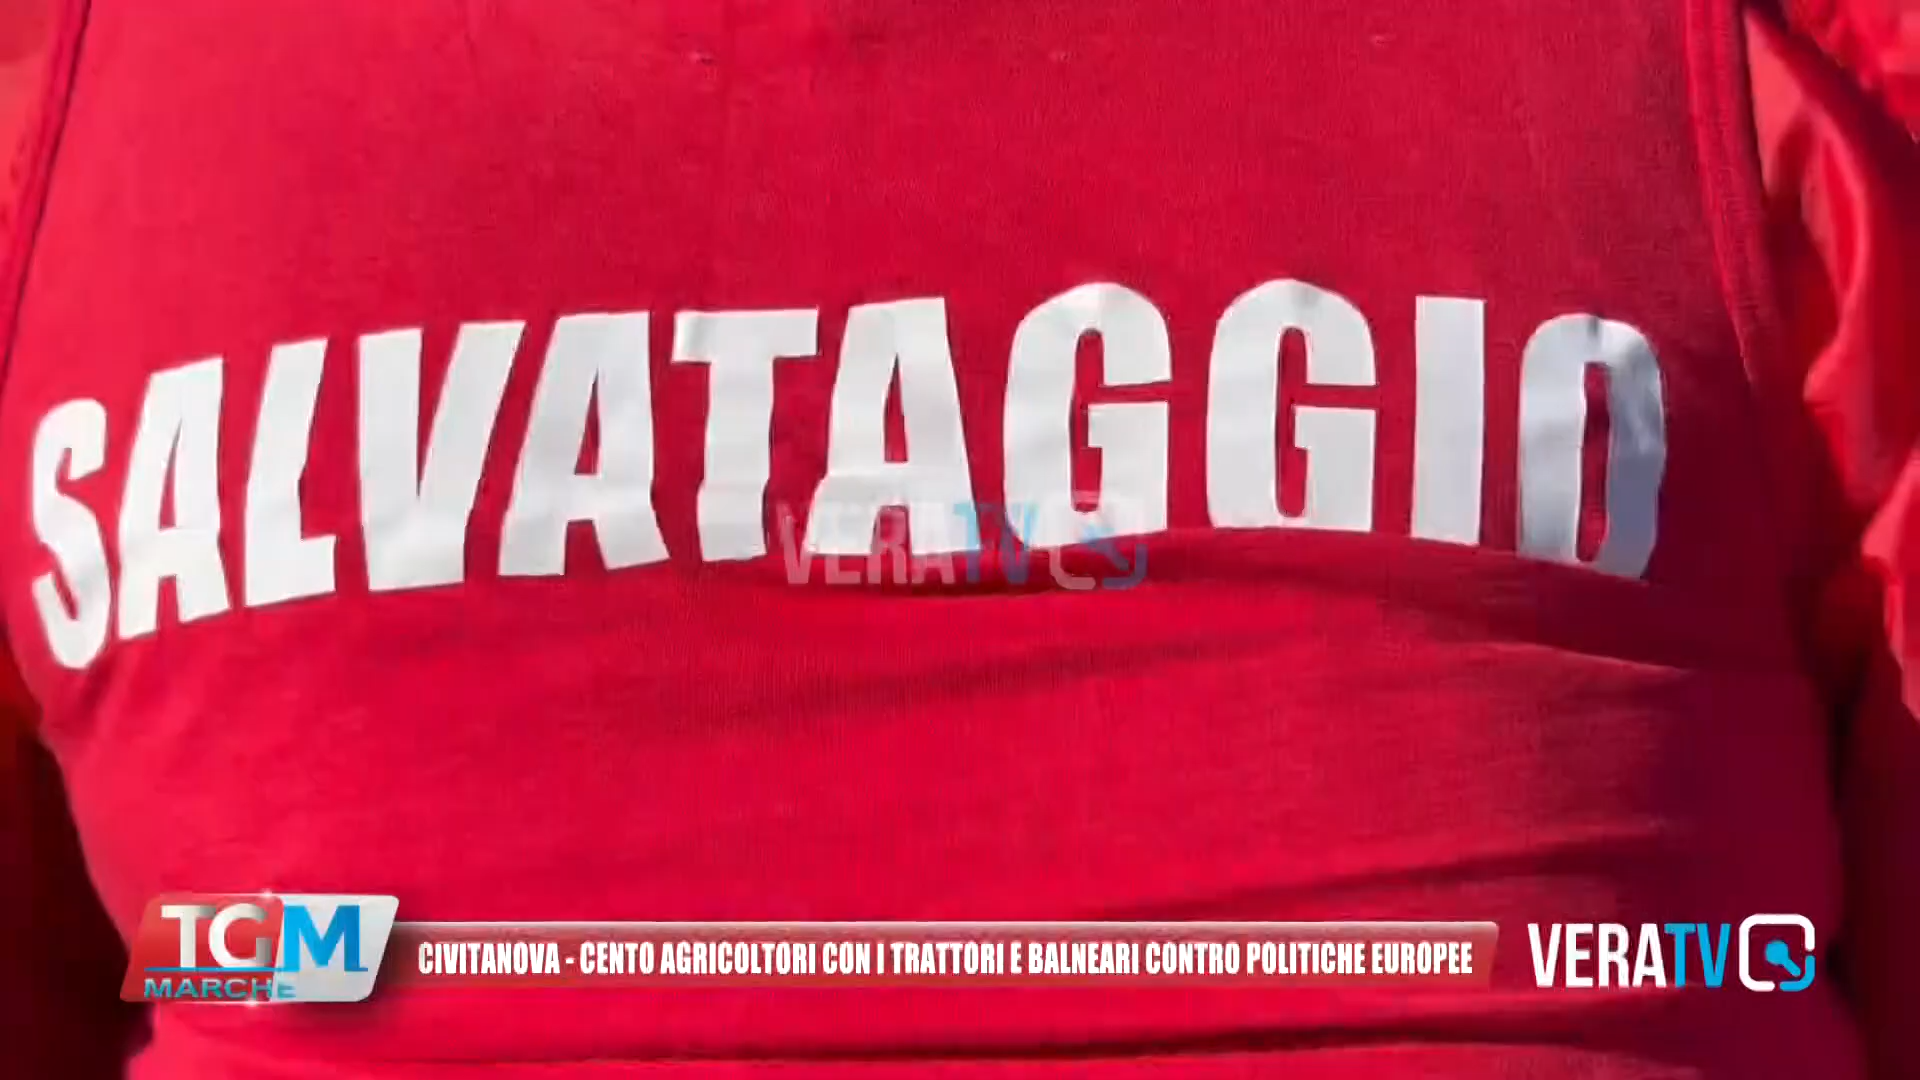 SALVATAGGIO
VERATV
TGM
MARCHE
CIVITANOVA - CENTO AGRICOLTORI CON I TRATTORI E BALNEARI CONTRO POLITICHE EUROPEE
VERATV